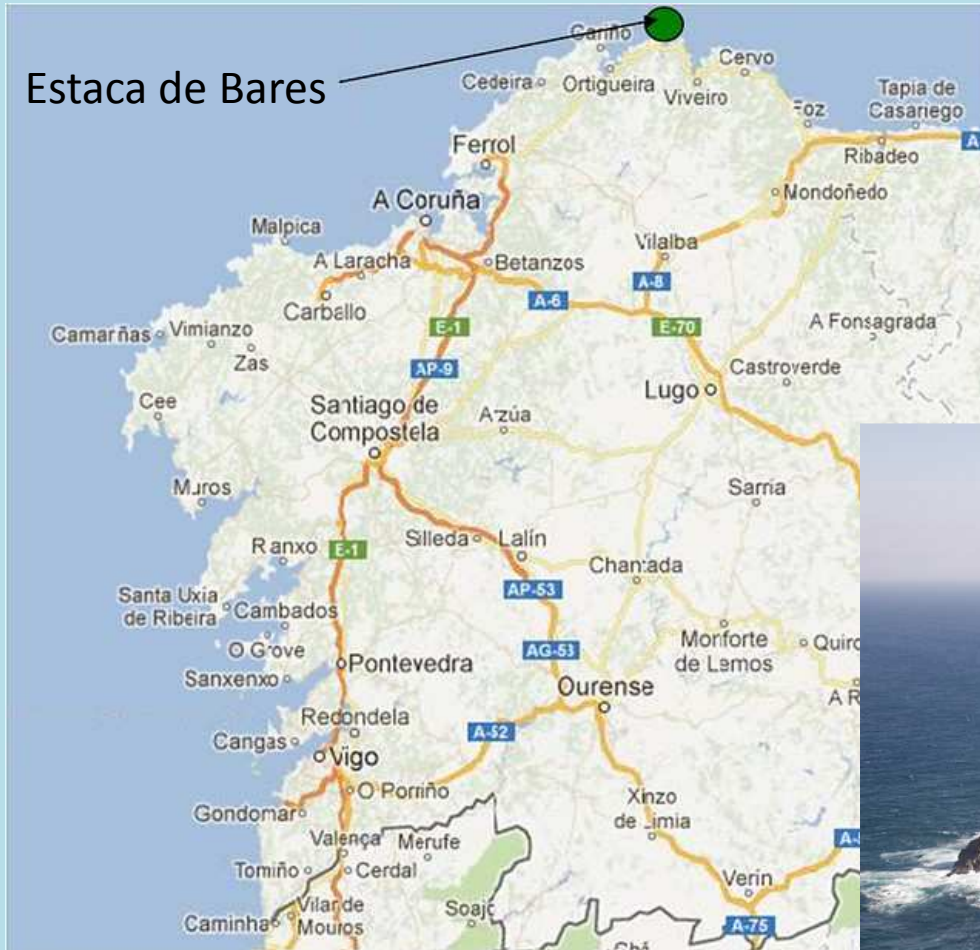 Estaca de Bares
Cariño
Cervo
Cedeira
Ortigueira
Viveiro
Tapia de
Casariego
Foz
Ferrol
Ribadeo
A Coruña
Mondoñedo
Malpica
Vilalba
A Laracha
Betanzos
A-8
Carballo
A-6
Camarñas
Vimianzo
E-1
E-70
A Fonsagrada
Zas
AP-9
Castroverde
Cee
Santiago de
Compostela
Arzúa
Lugo
Muros
Sarria
Rianxo
E-1
Silleda
Lalín
Chantada
AP-53
Santa Uxia
de Ribeira
Cambados
O Grove
AG-53
Monforte
de Lemos
Sanxenxo
Pontevedra
Ourense
Redondela
Cangas
A-52
Vigo
O Porriño
Gondomar
Xinzo
de Limia
Valença
Merufe
Tomiño
Cerdal
Verin
Vilar de
Mouros
Caminha
Soajo
A-75